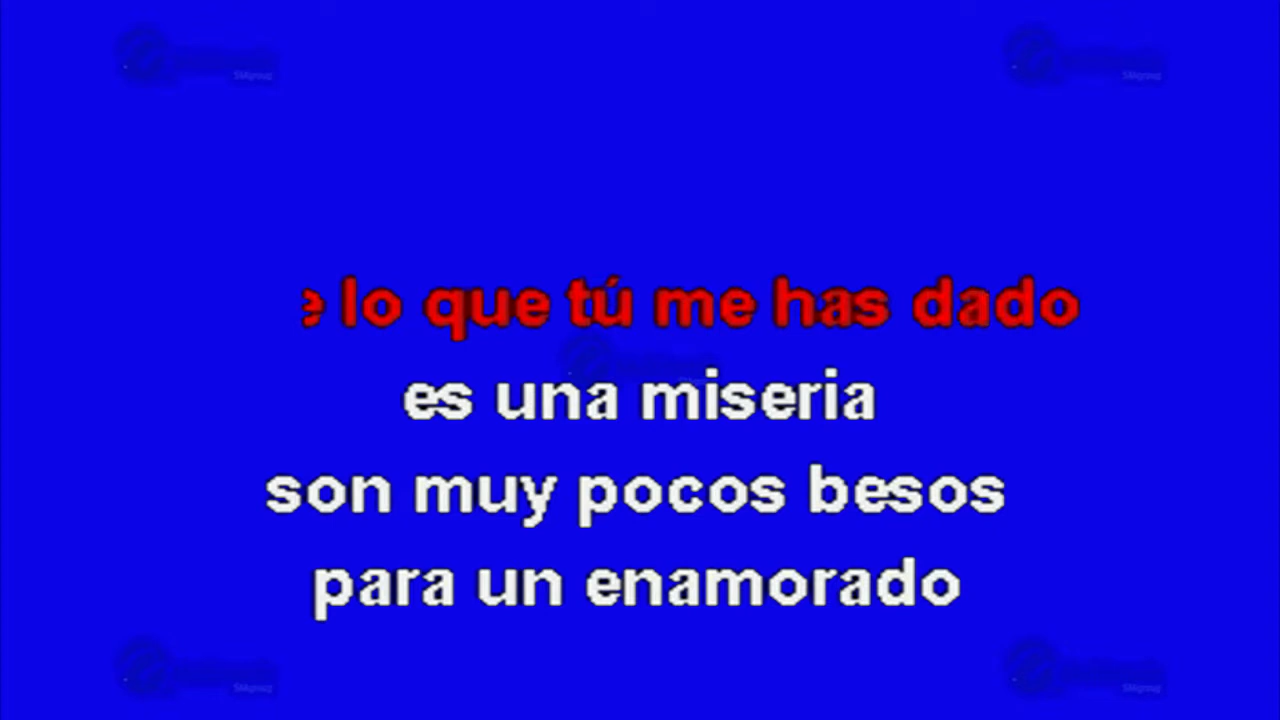 e lo que tú me has dado
es una miseria
son muy pocos besos
para un enamorado